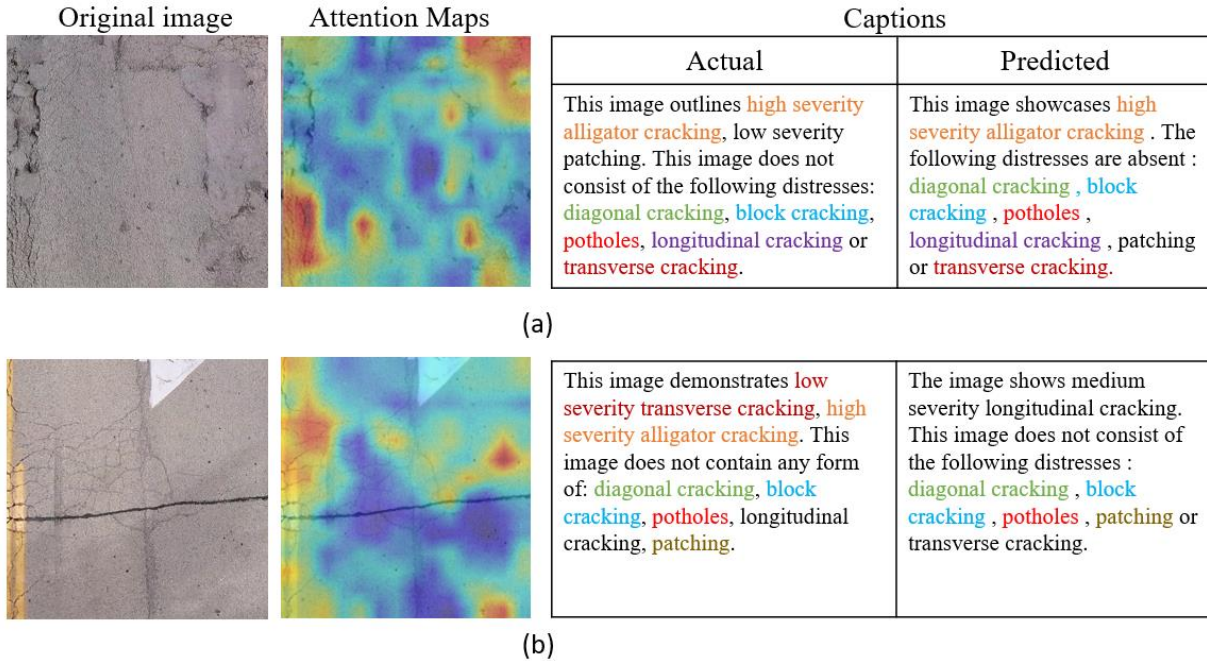 Original image
Attention Maps
Captions
Actual
Predicted
This image outlines high severity
alligator cracking, low severity
patching. This image does not
consist of the following distresses:
diagonal cracking, block cracking,
potholes, longitudinal cracking or
transverse cracking.
This image showcases high
severity alligator cracking . The
following distresses are absent :
diagonal cracking , block
cracking , potholes ,
longitudinal cracking , patching
or transverse cracking.
(a)
This image demonstrates low
severity transverse cracking, high
severity alligator cracking. This
image does not contain any form
of: diagonal cracking, block
cracking, potholes, longitudinal
cracking, patching.
The image shows medium
severity longitudinal cracking.
This image does not consist of
the following distresses :
diagonal cracking , block
cracking , potholes , patching or
transverse cracking.
(b)